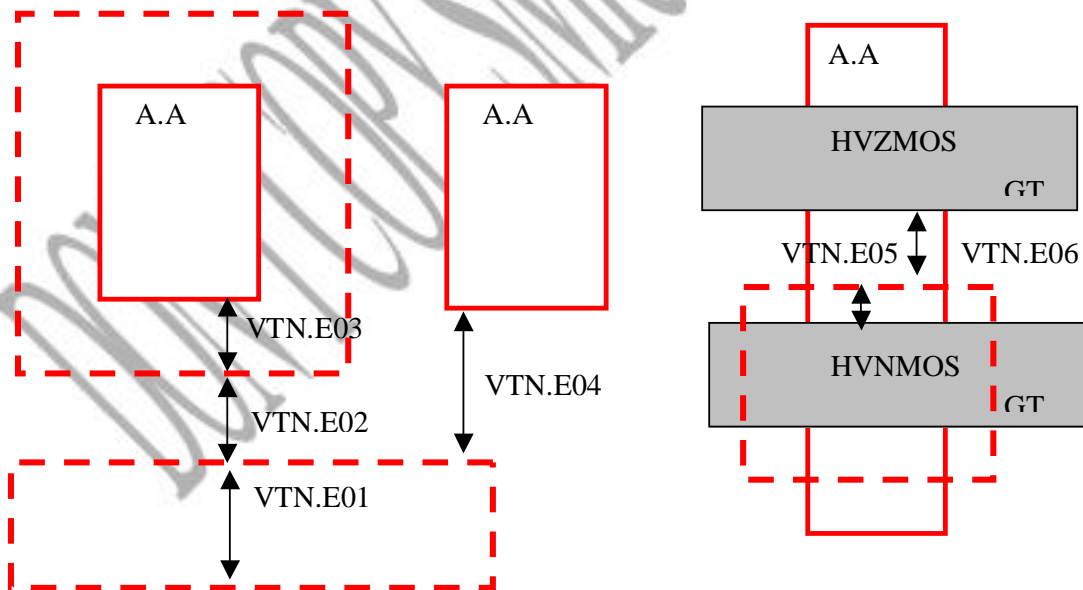 A.A
A.A
VTN.E03
VTN.E02
VTN.E04
VTN.E01
A.A
HVZMOS
GT
VTN.E05
VTN.E06
HVNMOS
GT